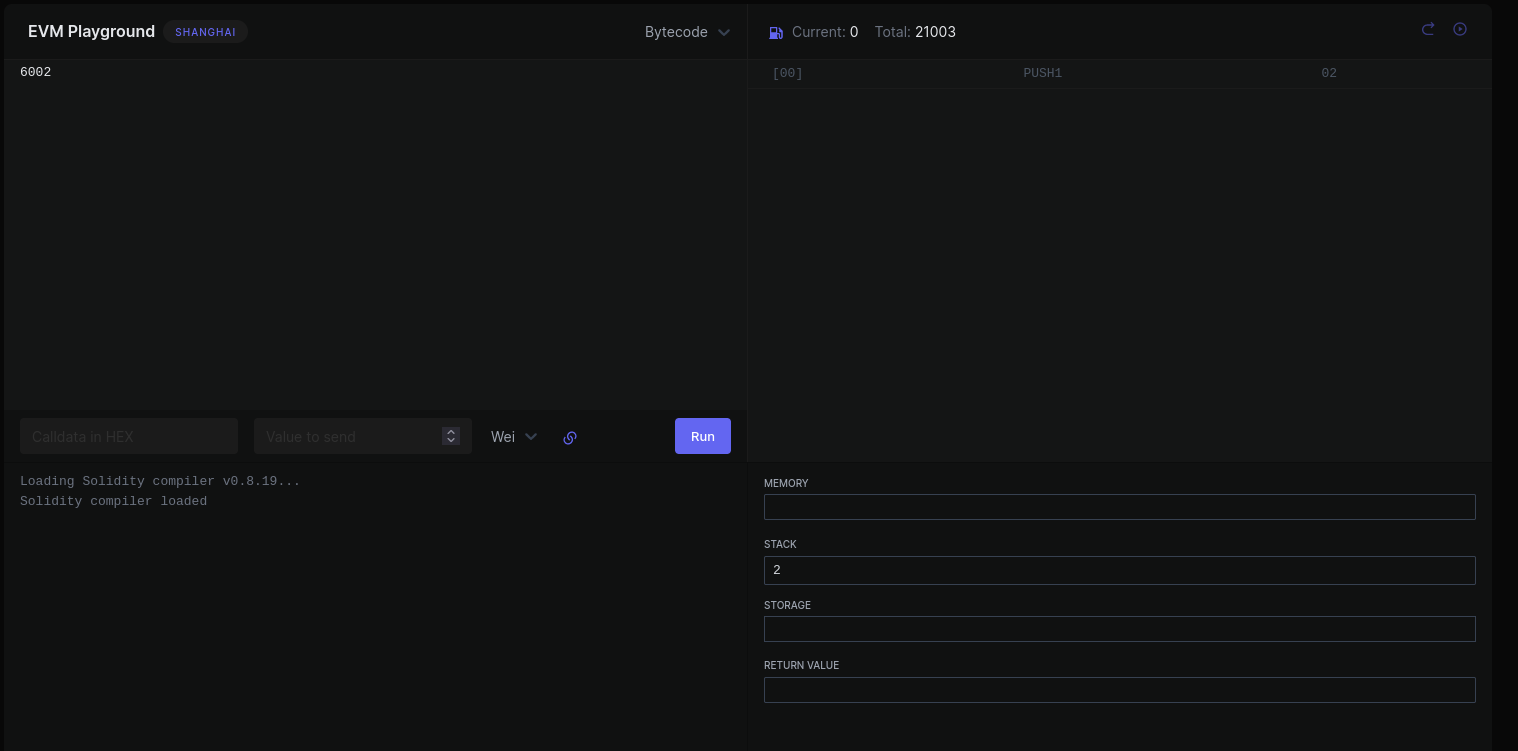 EVM Playground SHANGHAI Bytecode
6002
Calldata in HEX Value to send Wei Run
Loading Solidity compiler v0.8.19...
Solidity compiler loaded
Current: 0 Total: 21003
[00] PUSH1 02
MEMORY
STACK
2
STORAGE
RETURN VALUE